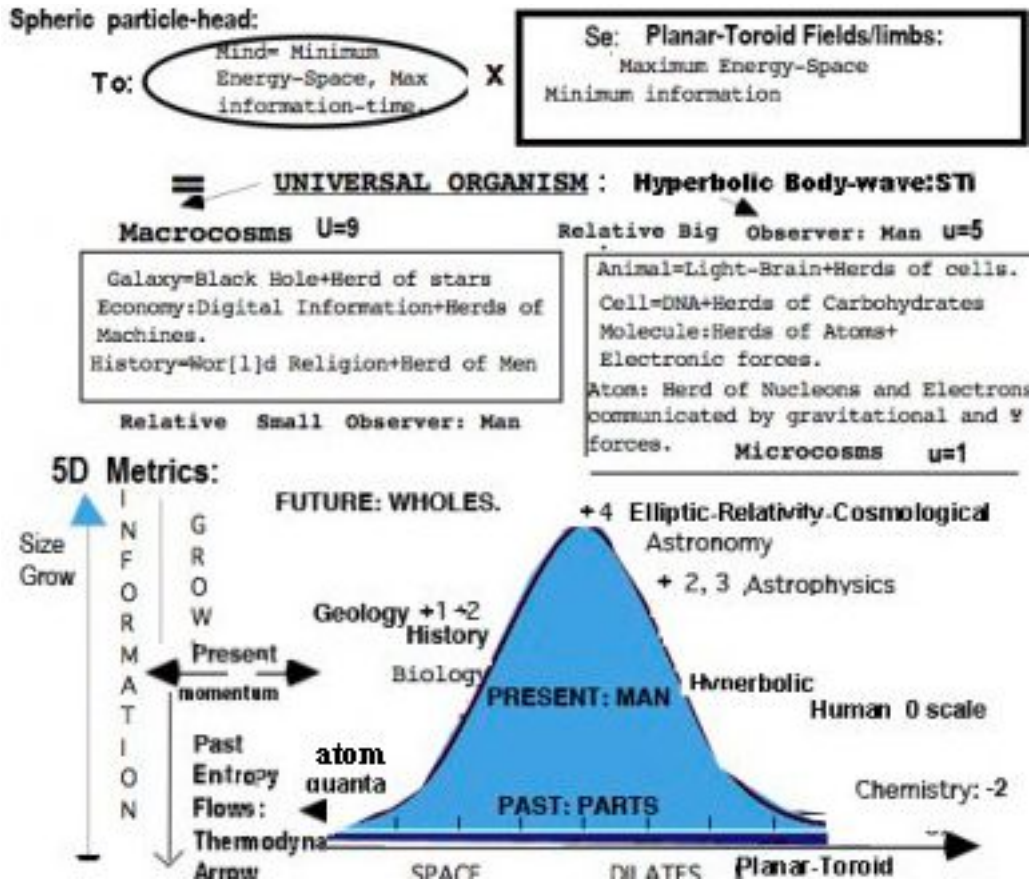 Spheric particle-head:
To:
Mind= Minimum
Energy-Space, Max
information-time.
X
Se: Planar-Toroid Fields/limbs:
Maximum Energy-Space
Minimum information
= UNIVERSAL ORGANISM: Hyperbolic Body-wave:STi
Macrocosms U=9
Galaxy=Black Hole+Herd of stars
Economy:Digital Information+Herds of
Machines.
History=Wor[l]d Religion+Herd of Men
Relative Small Observer: Man
Relative Big Observer: Man u=5
Animal=Light-Brain+Herds of cells.
Cell=DNA+Herds of Carbohydrates
Molecule:Herds of Atoms+
Electronic forces.
Atom: Herd of Nucleons and Electrons
communicated by gravitational and Ψ
forces.
Microcosms u=1
5D Metrics:
Size
Grow
INFORMATION
GROW
Present
momentum
Past
Entropy
Flows:
Thermodyna
Arrow
FUTURE: WHOLES.
+4 Elliptic-Relativity-Cosmological
Astronomy
+ 2, 3 Astrophysics
Geology +1 -2
History
Biology
PRESENT: MAN
Hyperbolic
Human 0 scale
atom
quanta
PAST: PARTS
Chemistry: -2
SPACE DILATES
Planar-Toroid